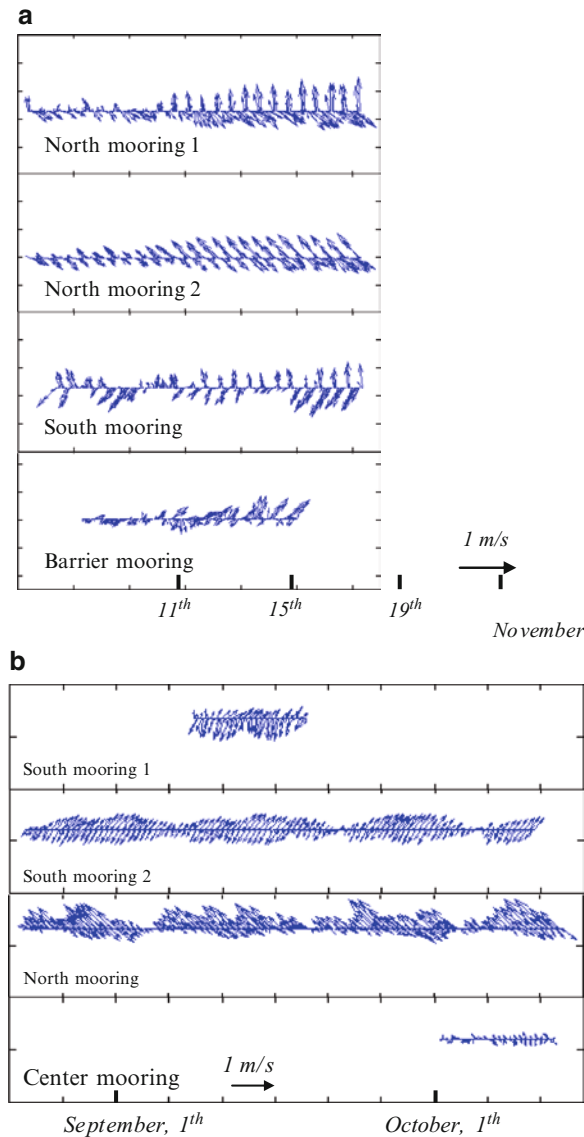 a
North mooring 1
North mooring 2
South mooring
Barrier mooring
1 m/s
11th 15th 19th
November
b
South mooring 1
South mooring 2
North mooring
Center mooring
1 m/s
September, 1th October, 1th